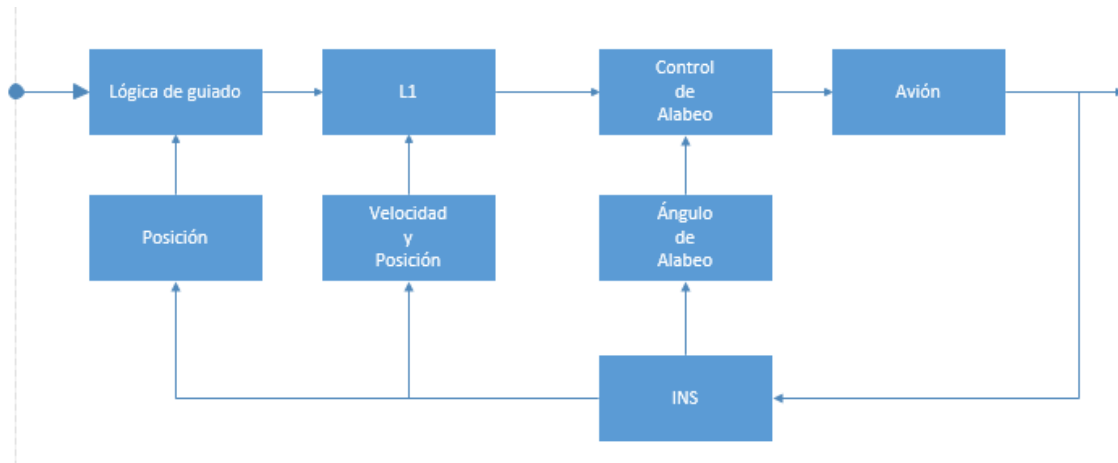 Lógica de guiado
L1
Control
de
Alabeo
Avión
Posición
Velocidad
y
Posición
Ángulo
de
Alabeo
INS